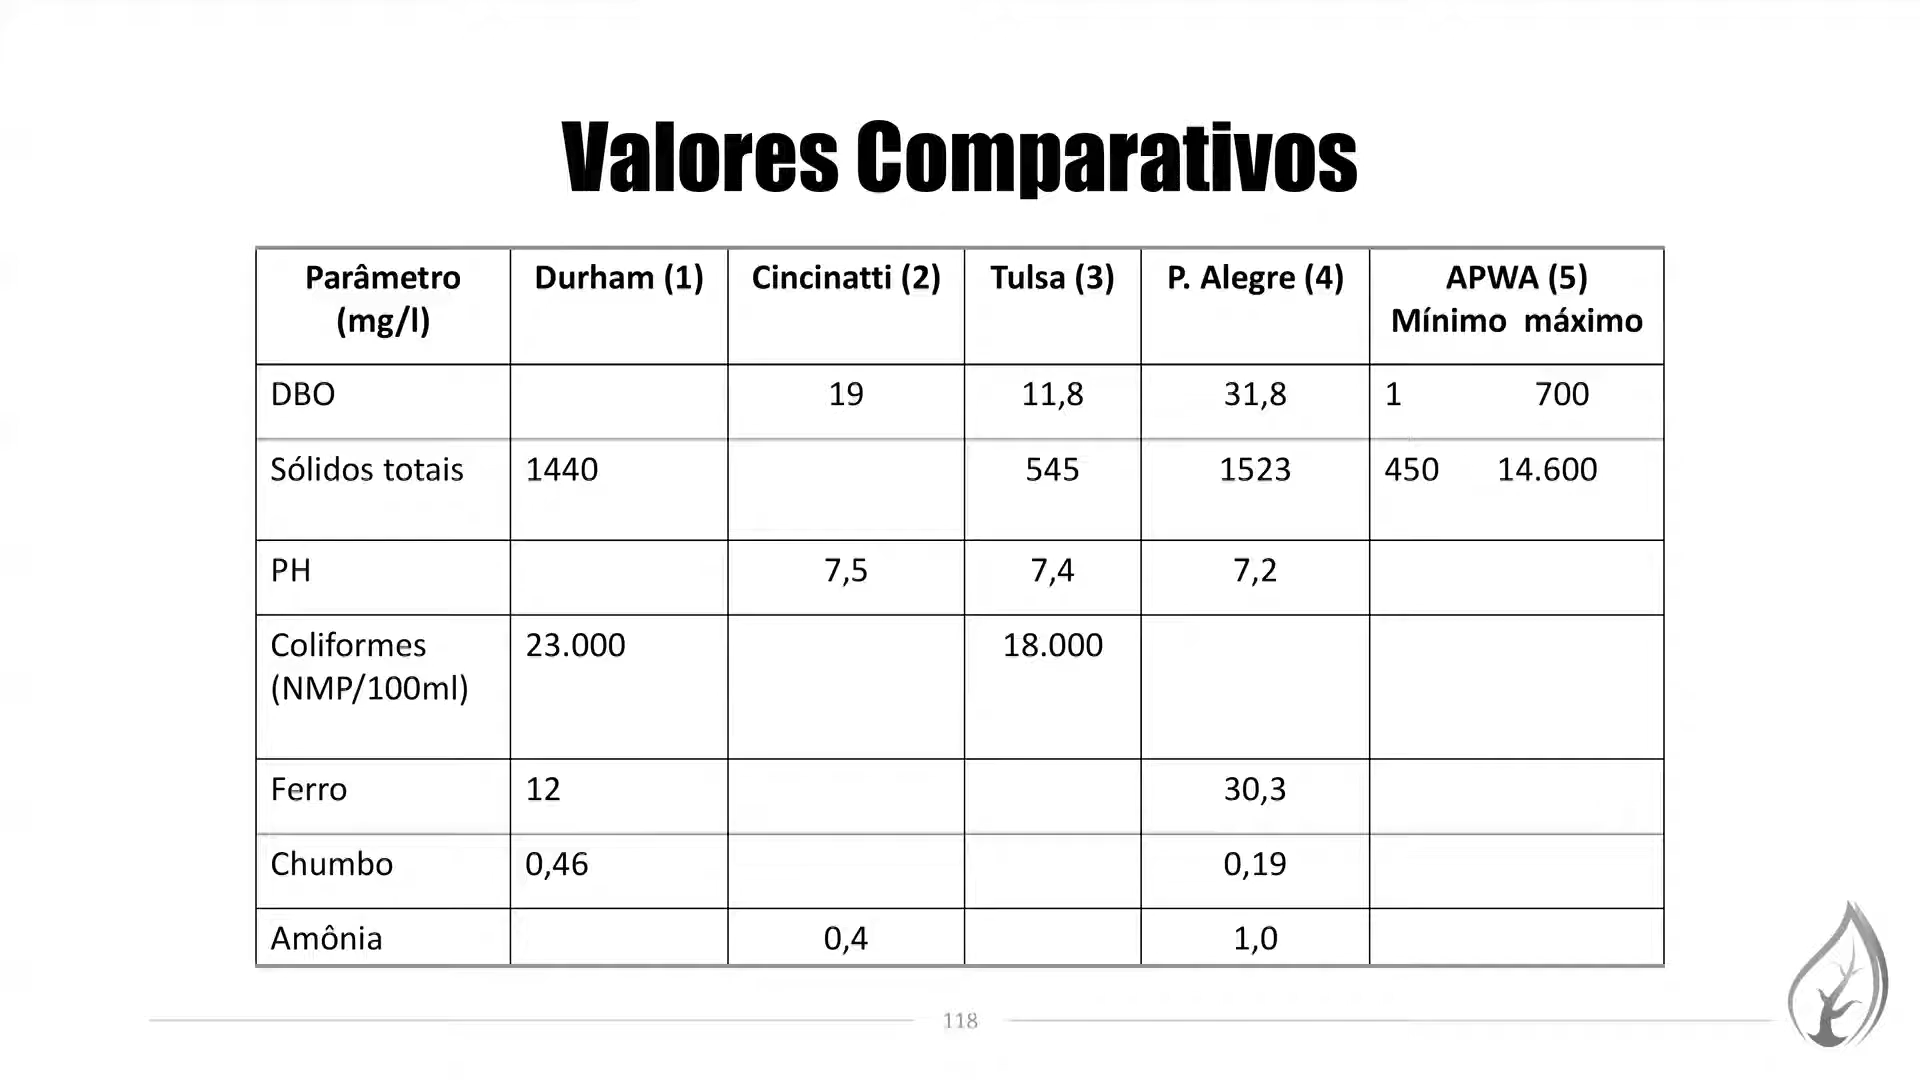 Valores Comparativos
Parâmetro (mg/l) Durham (1) Cincinatti (2) Tulsa (3) P. Alegre (4) APWA (5) Mínimo máximo
DBO 19 11,8 31,8 1 700
Sólidos totais 1440 545 1523 450 14.600
PH 7,5 7,4 7,2
Coliformes (NMP/100ml) 23.000 18.000
Ferro 12 30,3
Chumbo 0,46 0,19
Amônia 0,4 1,0
118